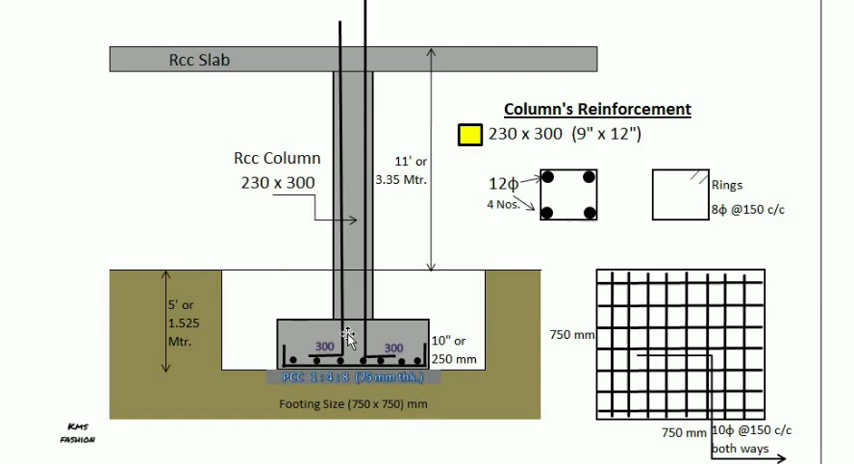 Rcc Slab
Column's Reinforcement
230 x 300 (9" x 12")
Rcc Column
230 x 300
11' or
3.35 Mtr.
12ϕ
4 Nos.
Rings
8ϕ @150 c/c
5' or
1.525
Mtr.
300
300
10" or
250 mm
PCC 1:4:8 (75 mm thk.)
Footing Size (750 x 750) mm
750 mm
750 mm
10ϕ @150 c/c
both ways
KMS
FASHION